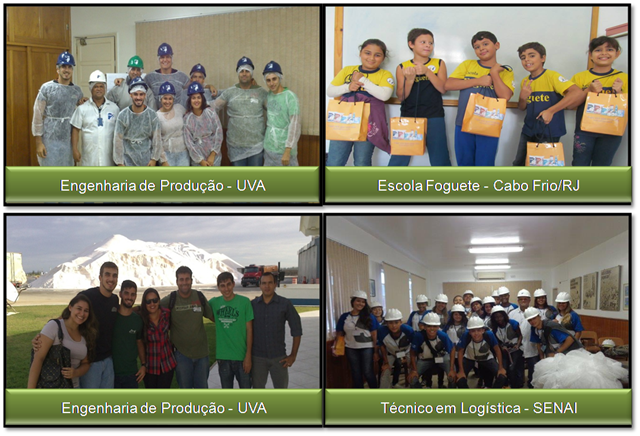 Engenharia de Produção - UVA
Escola Foguete - Cabo Frio/RJ
Engenharia de Produção - UVA
Técnico em Logística - SENAI